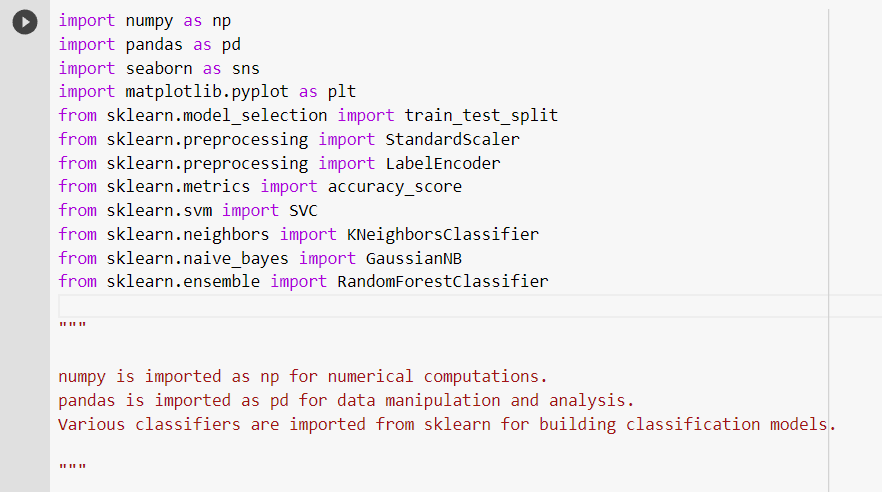 import numpy as np
import pandas as pd
import seaborn as sns
import matplotlib.pyplot as plt
from sklearn.model_selection import train_test_split
from sklearn.preprocessing import StandardScaler
from sklearn.preprocessing import LabelEncoder
from sklearn.metrics import accuracy_score
from sklearn.svm import SVC
from sklearn.neighbors import KNeighborsClassifier
from sklearn.naive_bayes import GaussianNB
from sklearn.ensemble import RandomForestClassifier
"""
numpy is imported as np for numerical computations.
pandas is imported as pd for data manipulation and analysis.
Various classifiers are imported from sklearn for building classification models.
"""